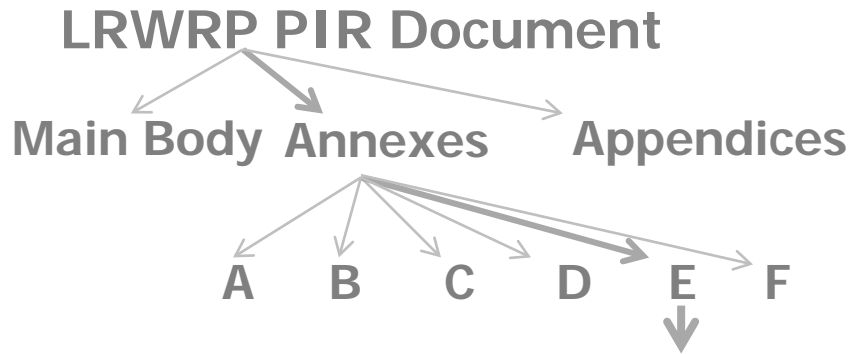 LRWRP PIR Document
Main Body Annexes Appendices
A B C D E F